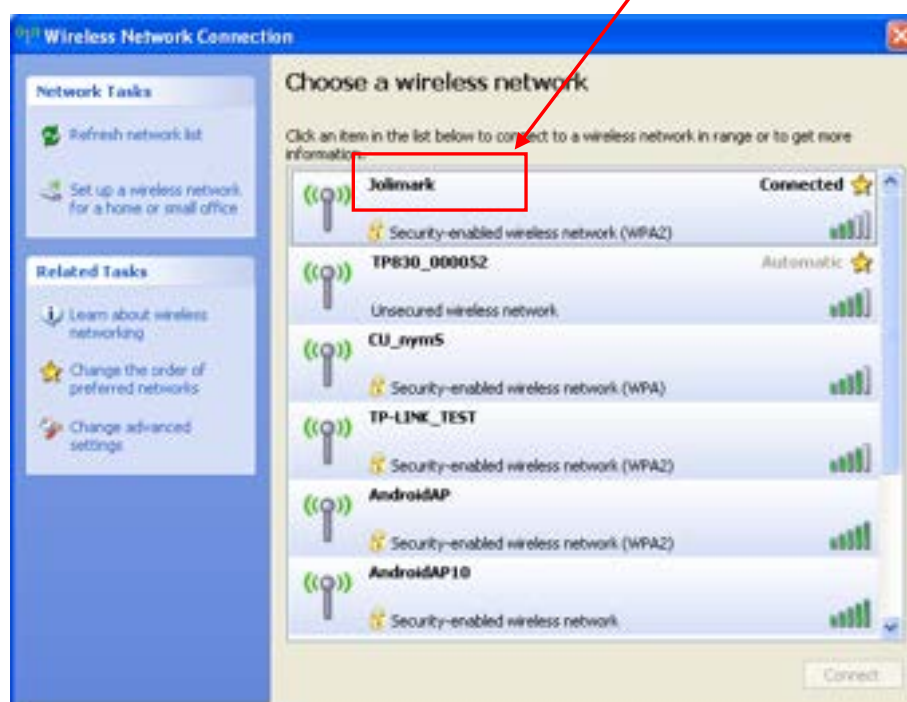 Wireless Network Connection
Network Tasks
Refresh network list
Set up a wireless network
for a home or small office
Related Tasks
Learn about wireless
networking
Change the order of
preferred networks
Change advanced
settings
Choose a wireless network
Click an item in the list below to connect to a wireless network in range or to get more
information.
Jolimark
Connected
Security-enabled wireless network (WPA2)
TP830_000052
Automatic
Unsecured wireless network
CU_nym5
Security-enabled wireless network (WPA)
TP-LINK_TEST
Security-enabled wireless network (WPA2)
AndroidAP
Security-enabled wireless network (WPA2)
AndroidAP10
Security-enabled wireless network
Connect